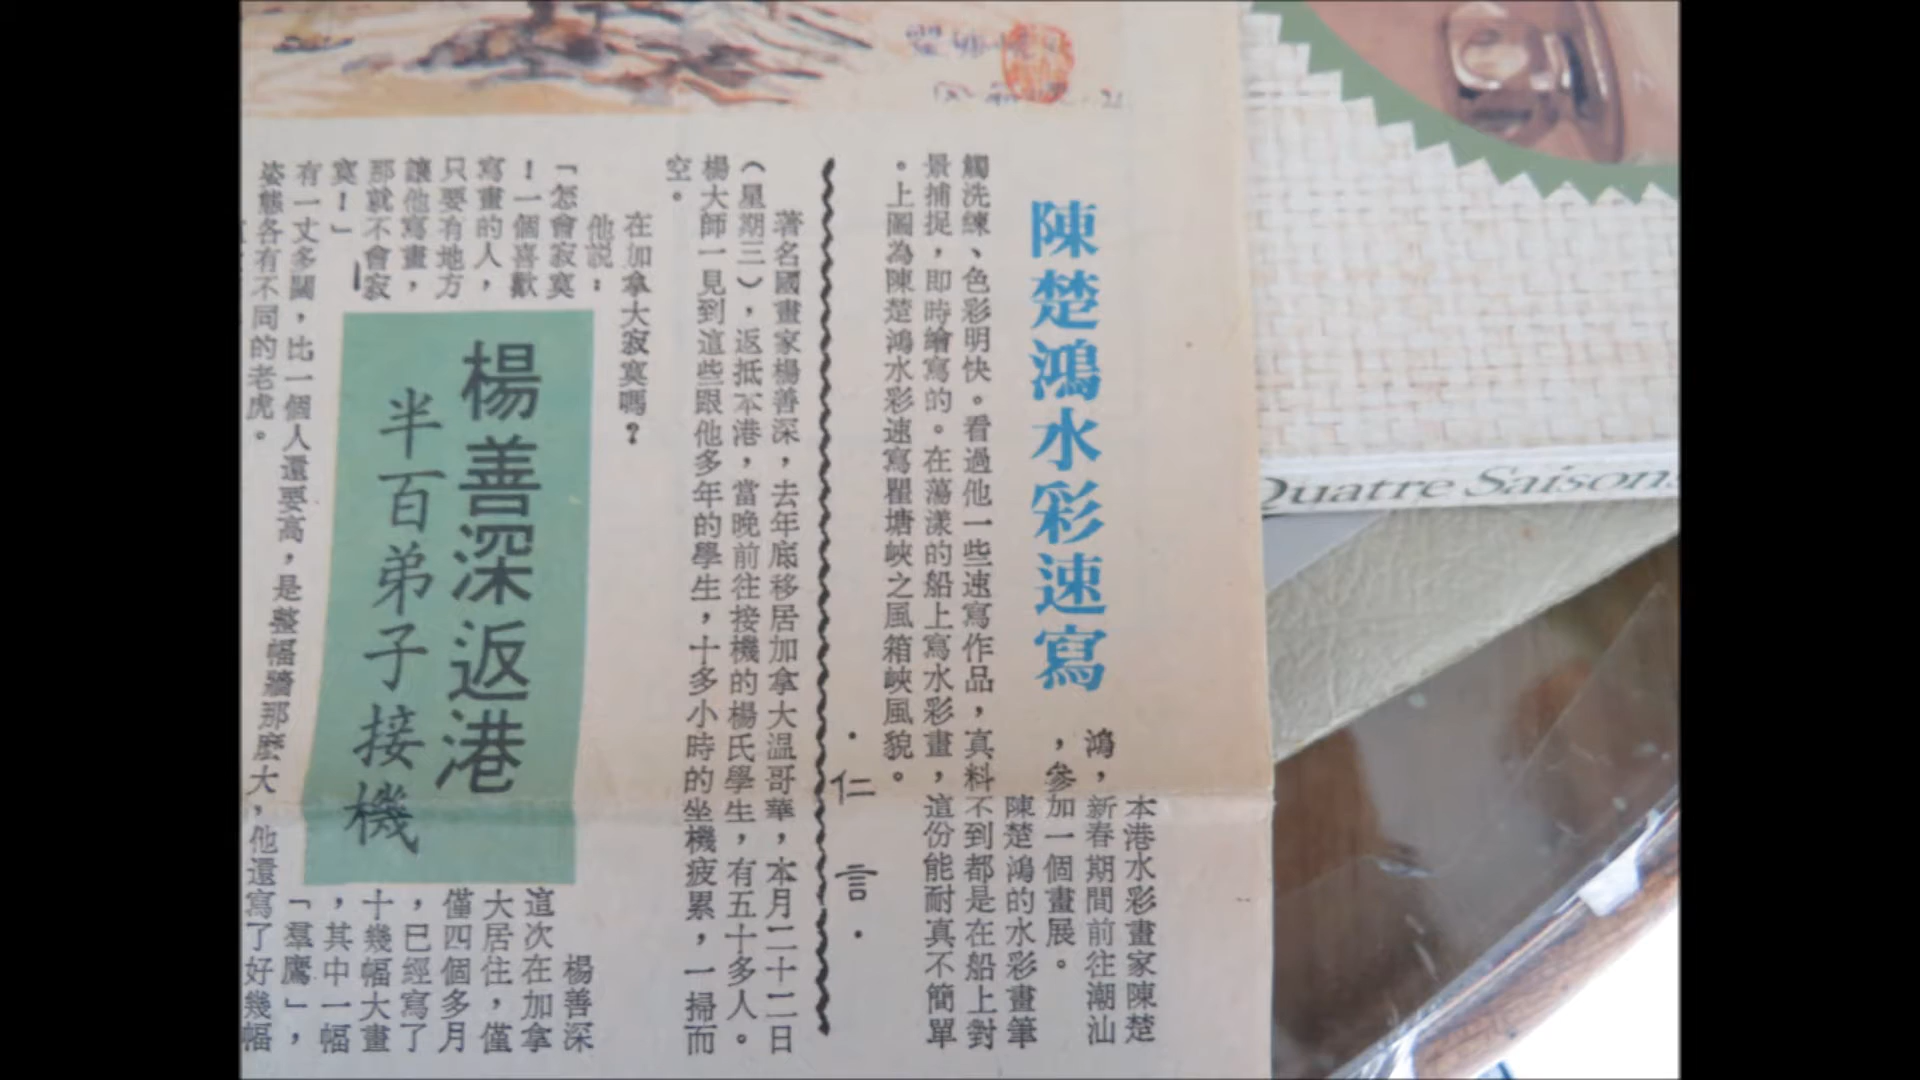 陳楚鴻水彩速寫
本港水彩畫家陳楚
鴻，新春期間前往潮汕
，參加一個畫展。
陳楚鴻的水彩畫筆
觸洗練、色彩明快。看過他一些速寫作品，真料不到都是在船上對
景捕捉，即時繪寫的。在蕩漾的船上寫水彩畫，這份能耐真不簡單
。上圖為陳楚鴻水彩速寫瞿塘峽之風箱峽風貌。
・仁言・
楊善深返港
半百弟子接機
著名國畫家楊善深，去年底移居加拿大温哥華，本月二十二日
（星期三），返抵本港，當晚前往接機的楊氏學生，有五十多人。
楊大師一見到這些跟他多年的學生，十多小時的坐機疲累，一掃而
空。
在加拿大寂寞嗎？
他説：
「怎會寂寞
！一個喜歡
寫畫的人，
只要有地方
讓他寫畫，
那就不會寂
寞！」
楊善深
這次在加拿
大居住，僅
僅四個多月
，已經寫了
十幾幅大畫
，其中一幅
「羣鷹」，
有一丈多闊，比一個人還要高，是整幅牆那麽大，他還寫了好幾幅
姿態各有不同的老虎。
Quatre Saisons